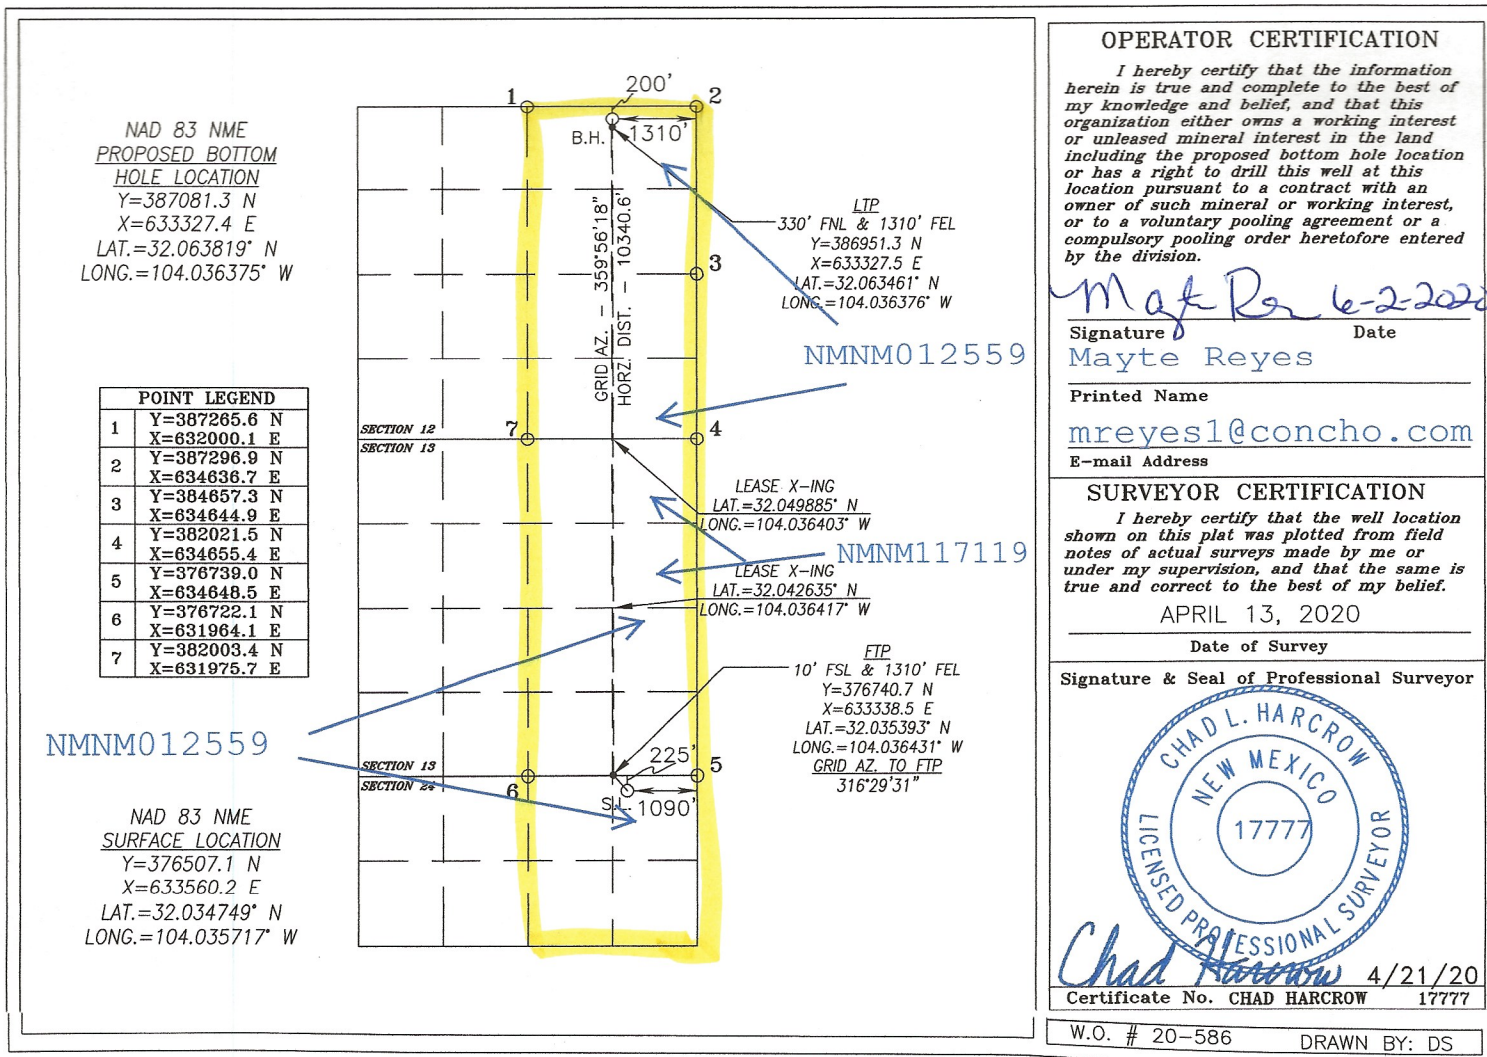 NAD 83 NME
PROPOSED BOTTOM
HOLE LOCATION
Y=387081.3 N
X=633327.4 E
LAT.=32.063819° N
LONG.=104.036375° W
POINT LEGEND
1 Y=387265.6 N
X=632000.1 E
2 Y=387296.9 N
X=634636.7 E
3 Y=384657.3 N
X=634644.9 E
4 Y=382021.5 N
X=634655.4 E
5 Y=376739.0 N
X=634648.5 E
6 Y=376722.1 N
X=631964.1 E
7 Y=382003.4 N
X=631975.7 E
NMNM012559
NAD 83 NME
SURFACE LOCATION
Y=376507.1 N
X=633560.2 E
LAT.=32.034749° N
LONG.=104.035717° W
200'
1
2
B.H.
1310'
GRID AZ. - 359°56'18"
HORZ. DIST. - 10340.6'
3
LTP
330' FNL & 1310' FEL
Y=386951.3 N
X=633327.5 E
LAT.=32.063461° N
LONG.=104.036376° W
NMNM012559
SECTION 12
SECTION 13
7
4
LEASE X-ING
LAT.=32.049885° N
LONG.=104.036403° W
NMNM117119
LEASE X-ING
LAT.=32.042635° N
LONG.=104.036417° W
FTP
10' FSL & 1310' FEL
Y=376740.7 N
X=633338.5 E
LAT.=32.035393° N
LONG.=104.036431° W
GRID AZ. TO FTP
316°29'31"
SECTION 13
SECTION 24
225'
6
5
S.L.
1090'
OPERATOR CERTIFICATION
I hereby certify that the information
herein is true and complete to the best of
my knowledge and belief, and that this
organization either owns a working interest
or unleased mineral interest in the land
including the proposed bottom hole location
or has a right to drill this well at this
location pursuant to a contract with an
owner of such mineral or working interest,
or to a voluntary pooling agreement or a
compulsory pooling order heretofore entered
by the division.
6-2-2020
Signature Date
Mayte Reyes
Printed Name
mreyes1@concho.com
E-mail Address
SURVEYOR CERTIFICATION
I hereby certify that the well location
shown on this plat was plotted from field
notes of actual surveys made by me or
under my supervision, and that the same is
true and correct to the best of my belief.
APRIL 13, 2020
Date of Survey
Signature & Seal of Professional Surveyor
CHAD L. HARCROW
NEW MEXICO
17777
LICENSED PROFESSIONAL SURVEYOR
Chad Harcrow 4/21/20
Certificate No. CHAD HARCROW 17777
W.O. # 20-586 DRAWN BY: DS